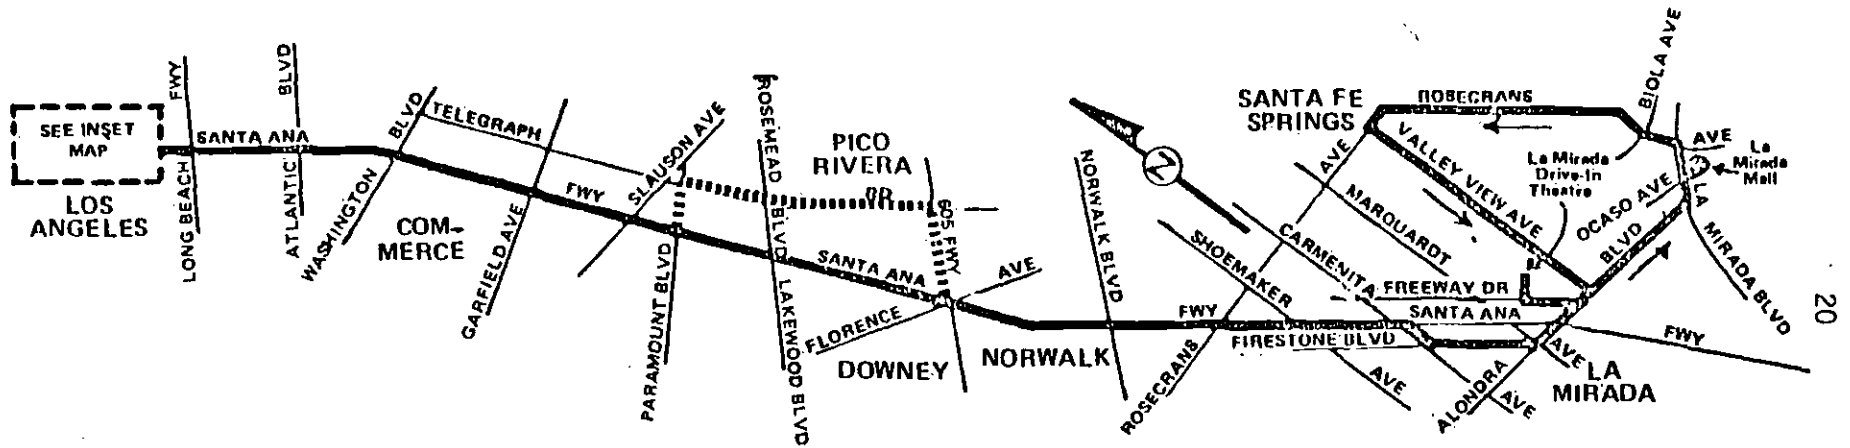 SEE INSET
MAP
LOS
ANGELES
FWY
LONG BEACH
SANTA ANA
BLVD
ATLANTIC
BLVD
WASHINGTON
TELEGRAPH
COM-
MERCE
GARFIELD AVE
FWY
SLAUSON AVE
PARAMOUNT BLVD
ROSEMEAD
BLVD
LAKEWOOD BLVD
PICO
RIVERA
RD
605 FWY
SANTA ANA
FLORENCE
AVE
DOWNEY
NORWALK
NORWALK BLVD
FWY
ROSECRANS
AVE
SHOEMAKER
AVE
CARMENITA
AVE
MARQUARDT
AVE
FREEWAY DR
SANTA ANA
FWY
FIRESTONE BLVD
ALONDRA
BLVD
LA
MIRADA
SANTA FE
SPRINGS
ROSECRANS
AVE
VALLEY VIEW AVE
La Mirada
Drive-In
Theatre
OCASO AVE
BIOLA AVE
La
Mirada
Mall
LA MIRADA BLVD
20